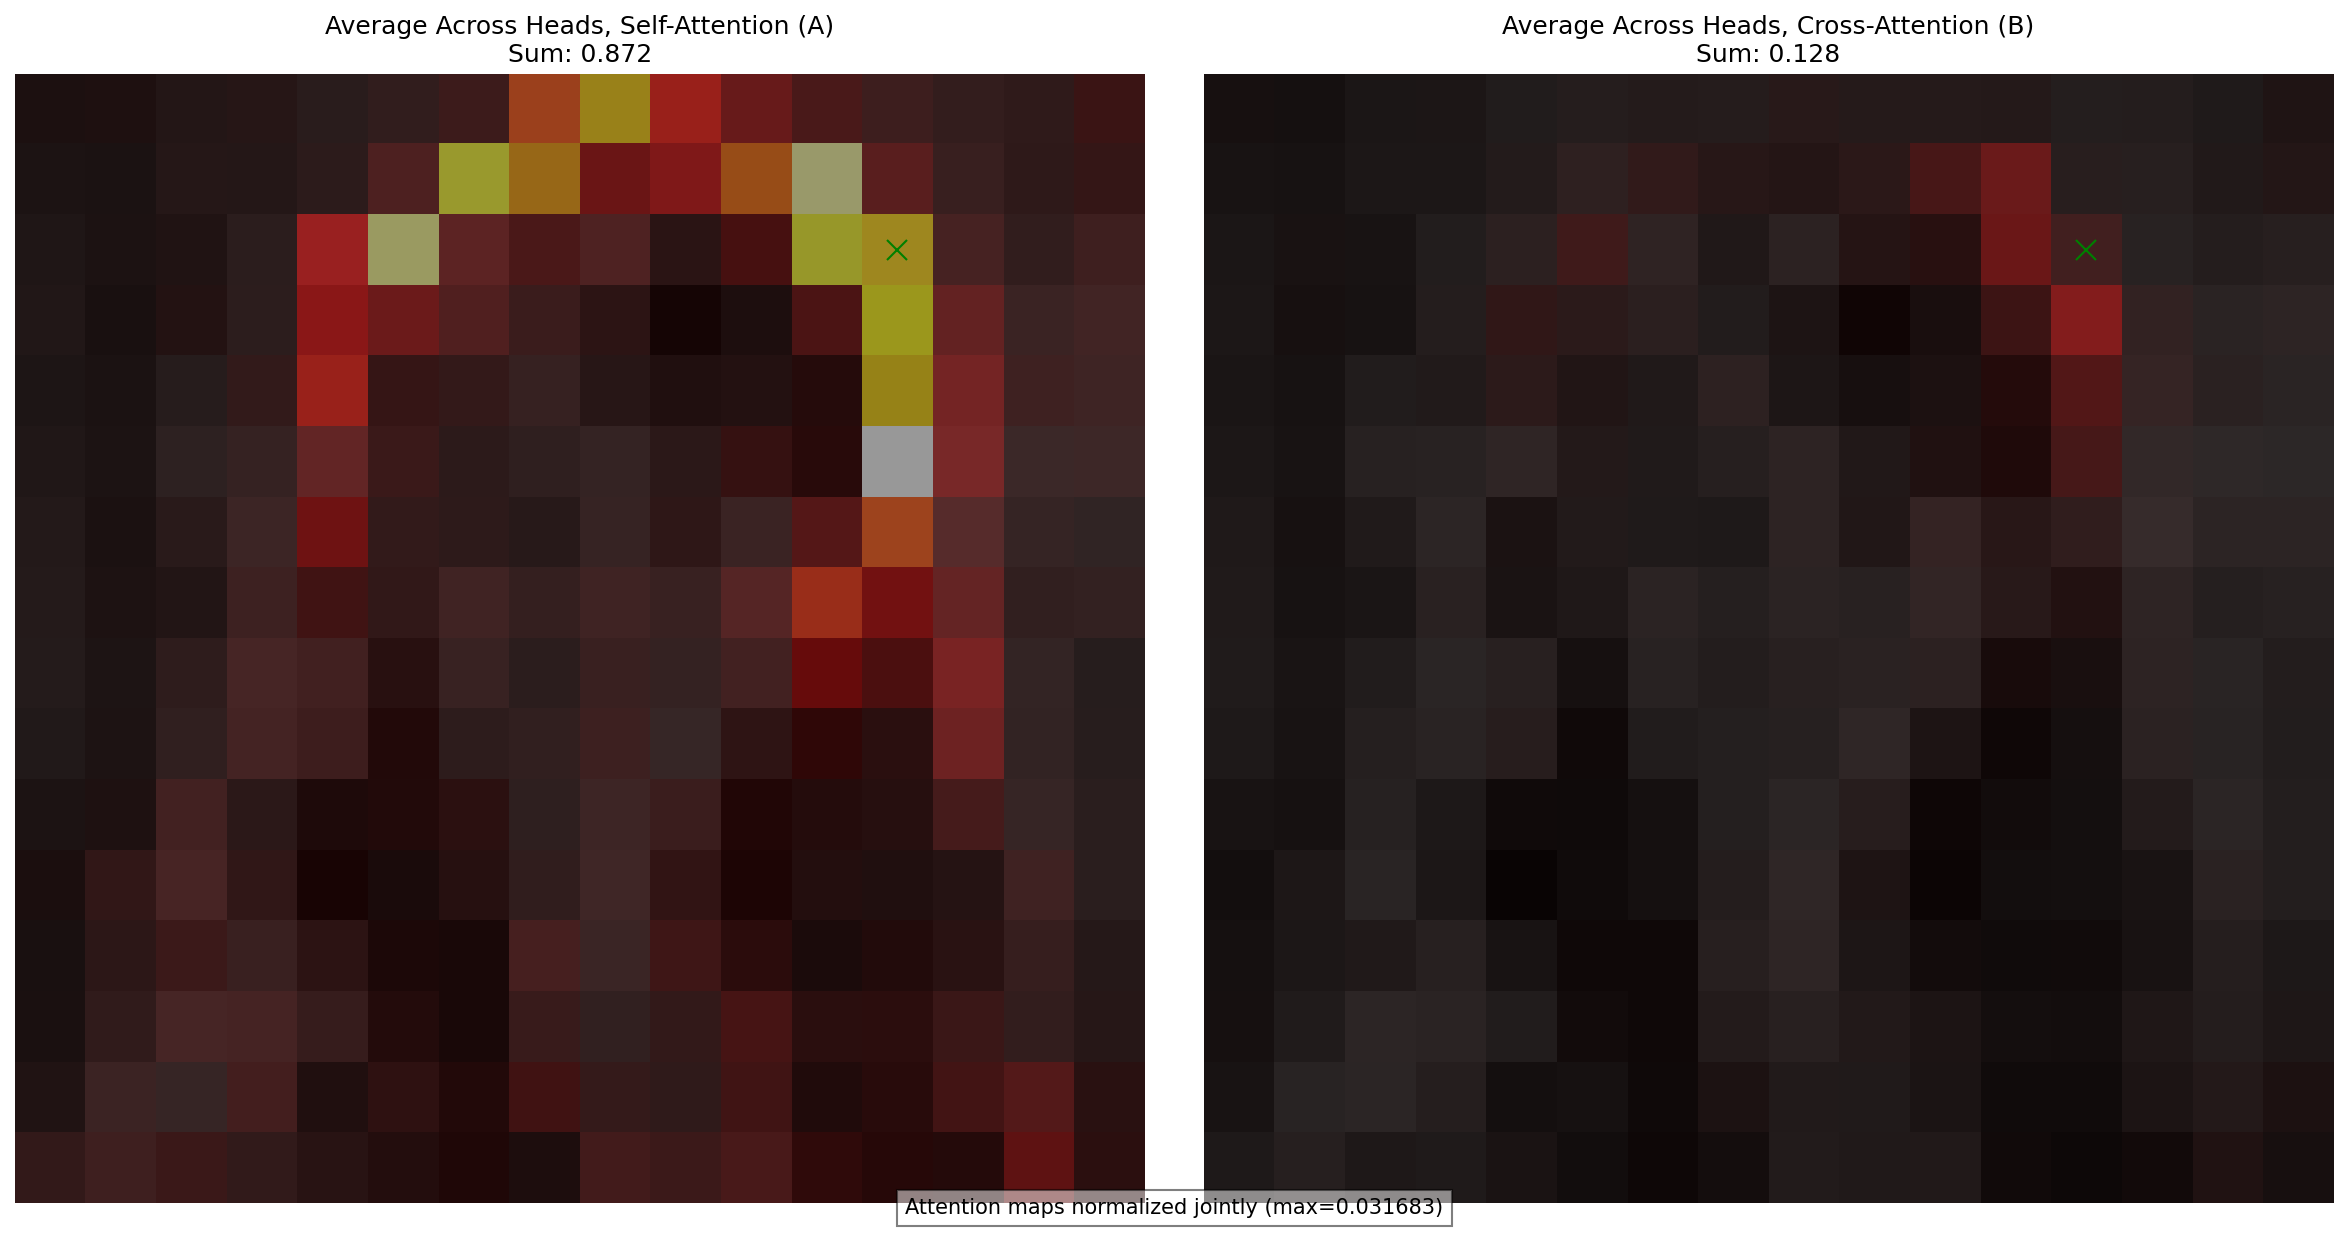 Average Across Heads, Self-Attention (A)
Sum: 0.872
Average Across Heads, Cross-Attention (B)
Sum: 0.128
Attention maps normalized jointly (max=0.031683)